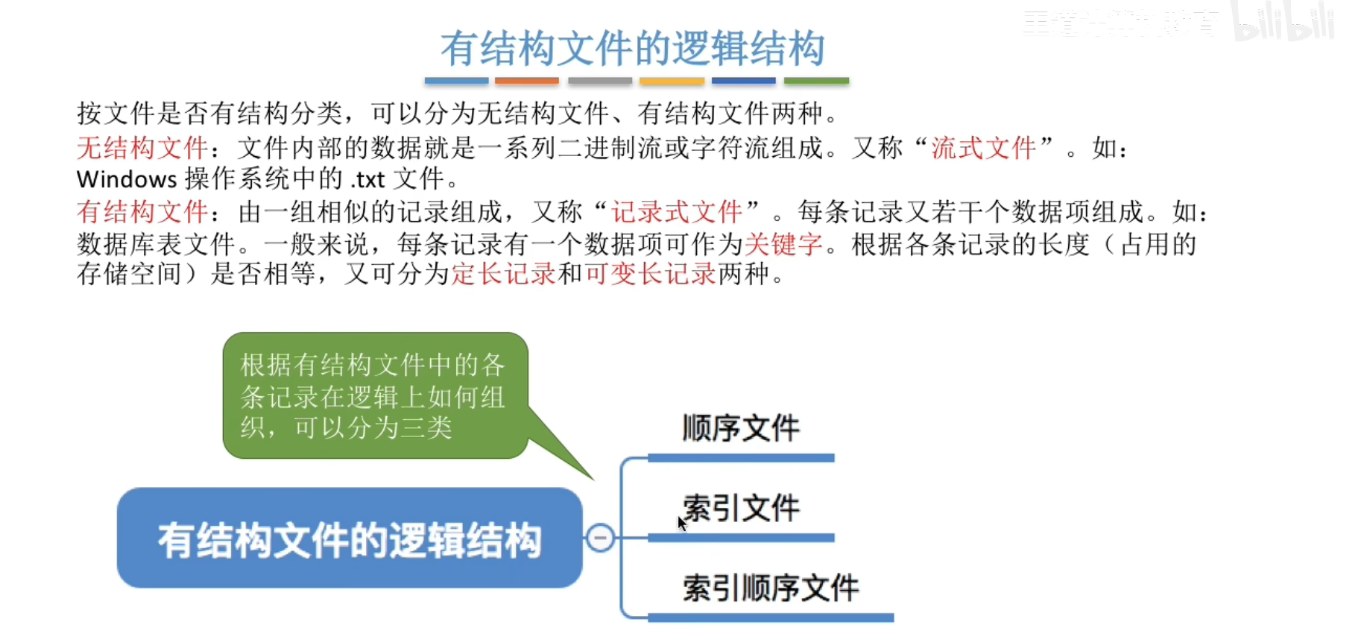 有结构文件的逻辑结构
按文件是否有结构分类，可以分为无结构文件、有结构文件两种。
无结构文件：文件内部的数据就是一系列二进制流或字符流组成。又称“流式文件”。如：
Windows 操作系统中的 .txt 文件。
有结构文件：由一组相似的记录组成，又称“记录式文件”。每条记录又若干个数据项组成。如：
数据库表文件。一般来说，每条记录有一个数据项可作为关键字。根据各条记录的长度（占用的
存储空间）是否相等，又可分为定长记录和可变长记录两种。
根据有结构文件中的各
条记录在逻辑上如何组
织，可以分为三类
顺序文件
索引文件
有结构文件的逻辑结构
索引顺序文件
bilibili